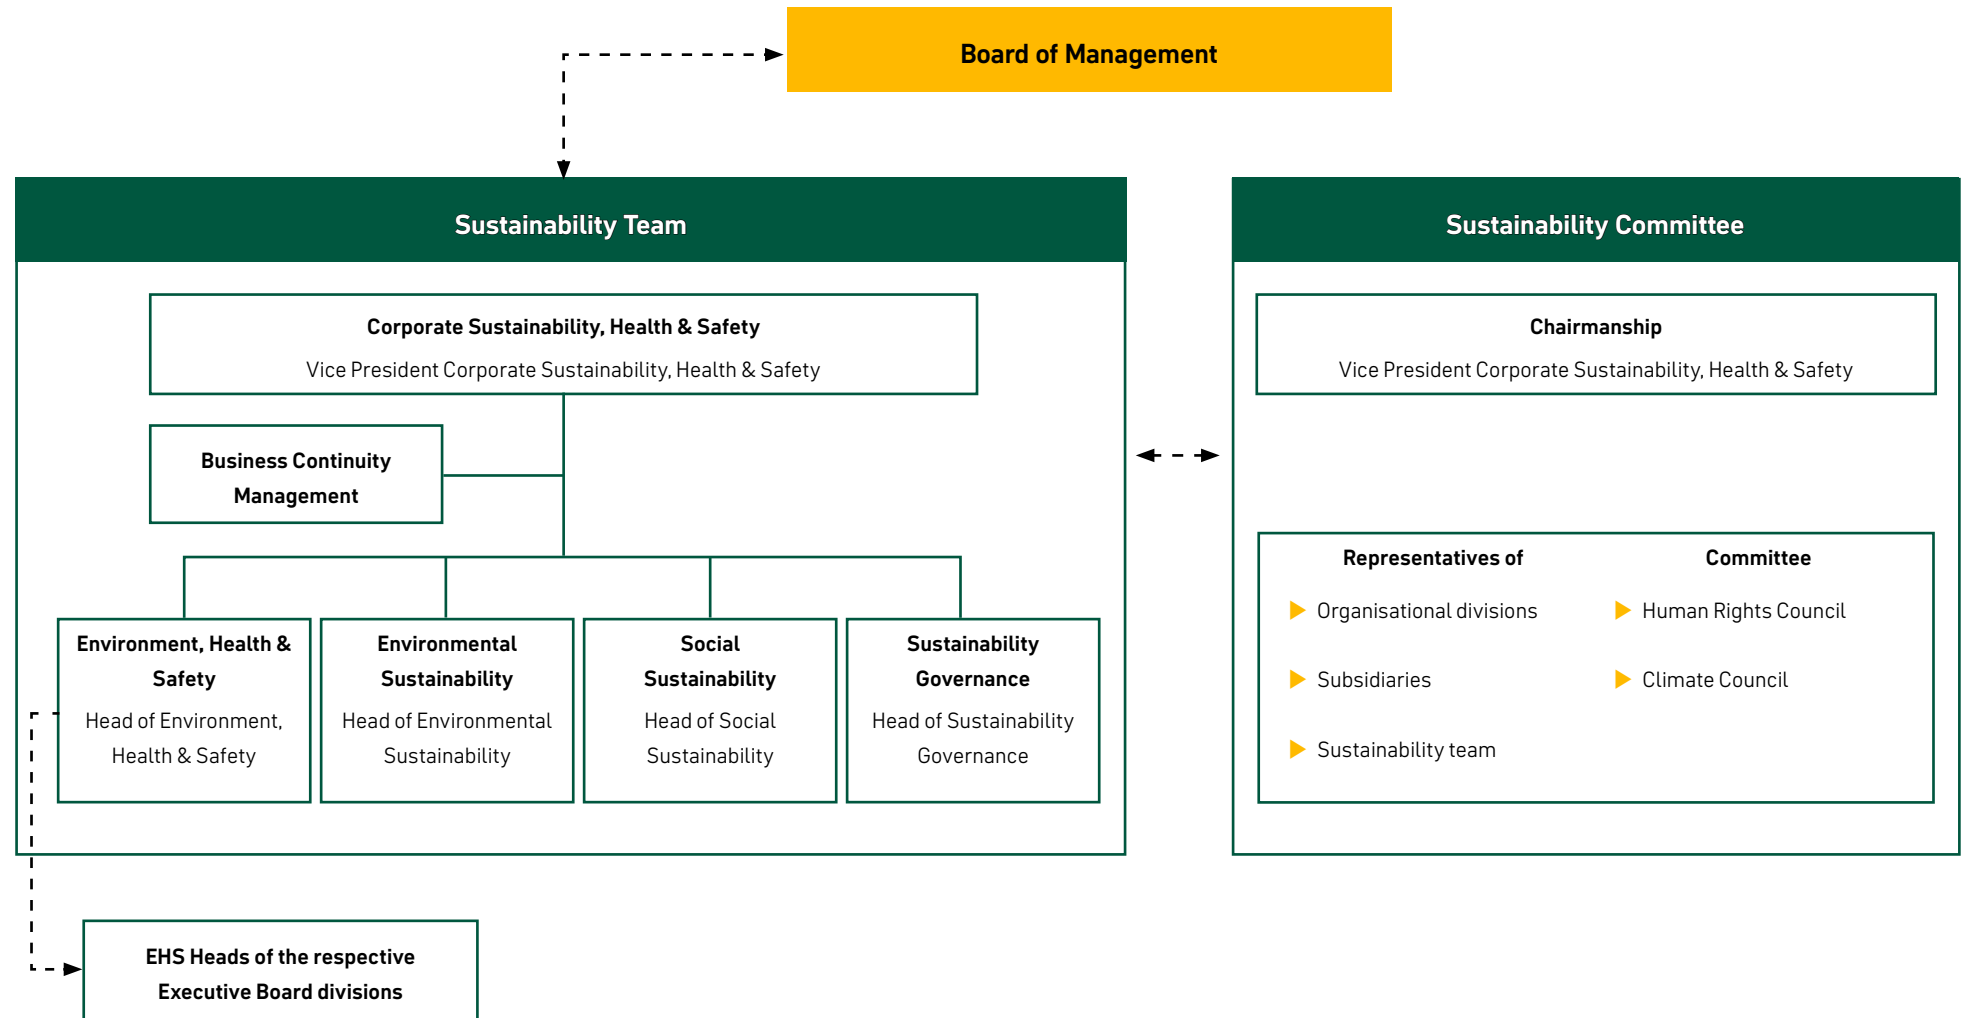 Board of Management
Sustainability Team
Corporate Sustainability, Health & Safety
Vice President Corporate Sustainability, Health & Safety
Business Continuity
Management
Environment, Health &
Safety
Head of Environment,
Health & Safety
Environmental
Sustainability
Head of Environmental
Sustainability
Social
Sustainability
Head of Social
Sustainability
Sustainability
Governance
Head of Sustainability
Governance
EHS Heads of the respective
Executive Board divisions
Sustainability Committee
Chairmanship
Vice President Corporate Sustainability, Health & Safety
Representatives of
Organisational divisions
Subsidiaries
Sustainability team
Committee
Human Rights Council
Climate Council